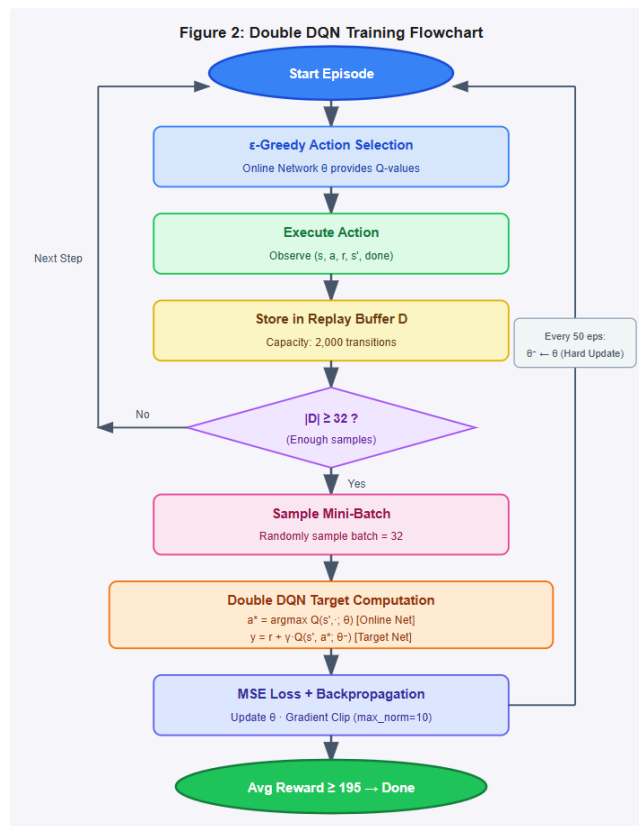 Figure 2: Double DQN Training Flowchart
Start Episode
ε-Greedy Action Selection
Online Network θ provides Q-values
Execute Action
Observe (s, a, r, s', done)
Next Step
Store in Replay Buffer D
Capacity: 2,000 transitions
Every 50 eps:
θ⁻ ← θ (Hard Update)
|D| ≥ 32 ?
(Enough samples)
No
Yes
Sample Mini-Batch
Randomly sample batch = 32
Double DQN Target Computation
a* = argmax Q(s',·; θ) [Online Net]
y = r + γ·Q(s', a*; θ⁻) [Target Net]
MSE Loss + Backpropagation
Update θ · Gradient Clip (max_norm=10)
Avg Reward ≥ 195 → Done